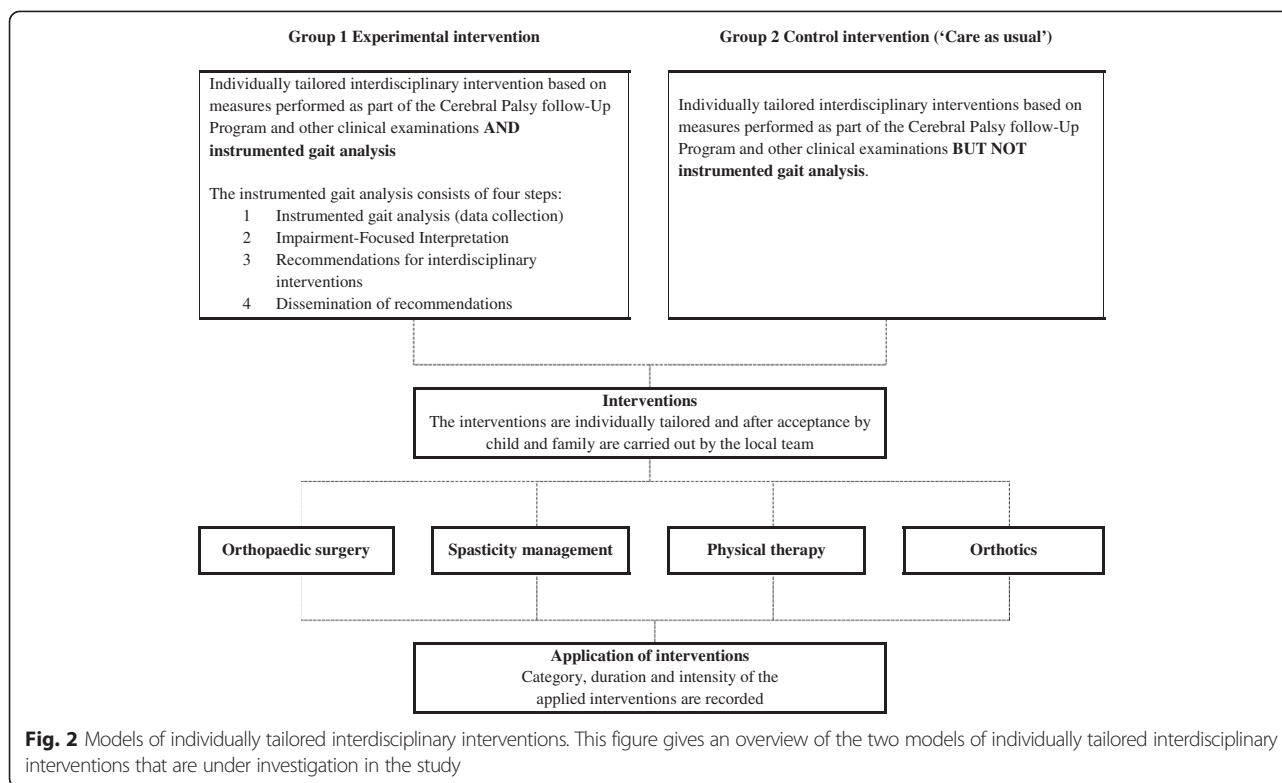 Group 1 Experimental intervention
Group 2 Control intervention (‘Care as usual’)
Individually tailored interdisciplinary intervention based on
measures performed as part of the Cerebral Palsy follow-Up
Program and other clinical examinations AND
instrumented gait analysis
The instrumented gait analysis consists of four steps:
1 Instrumented gait analysis (data collection)
2 Impairment-Focused Interpretation
3 Recommendations for interdisciplinary
interventions
4 Dissemination of recommendations
Individually tailored interdisciplinary interventions based on
measures performed as part of the Cerebral Palsy follow-Up
Program and other clinical examinations BUT NOT
instrumented gait analysis.
Interventions
The interventions are individually tailored and after acceptance by
child and family are carried out by the local team
Orthopaedic surgery
Spasticity management
Physical therapy
Orthotics
Application of interventions
Category, duration and intensity of the
applied interventions are recorded
Fig. 2 Models of individually tailored interdisciplinary interventions. This figure gives an overview of the two models of individually tailored interdisciplinary
interventions that are under investigation in the study